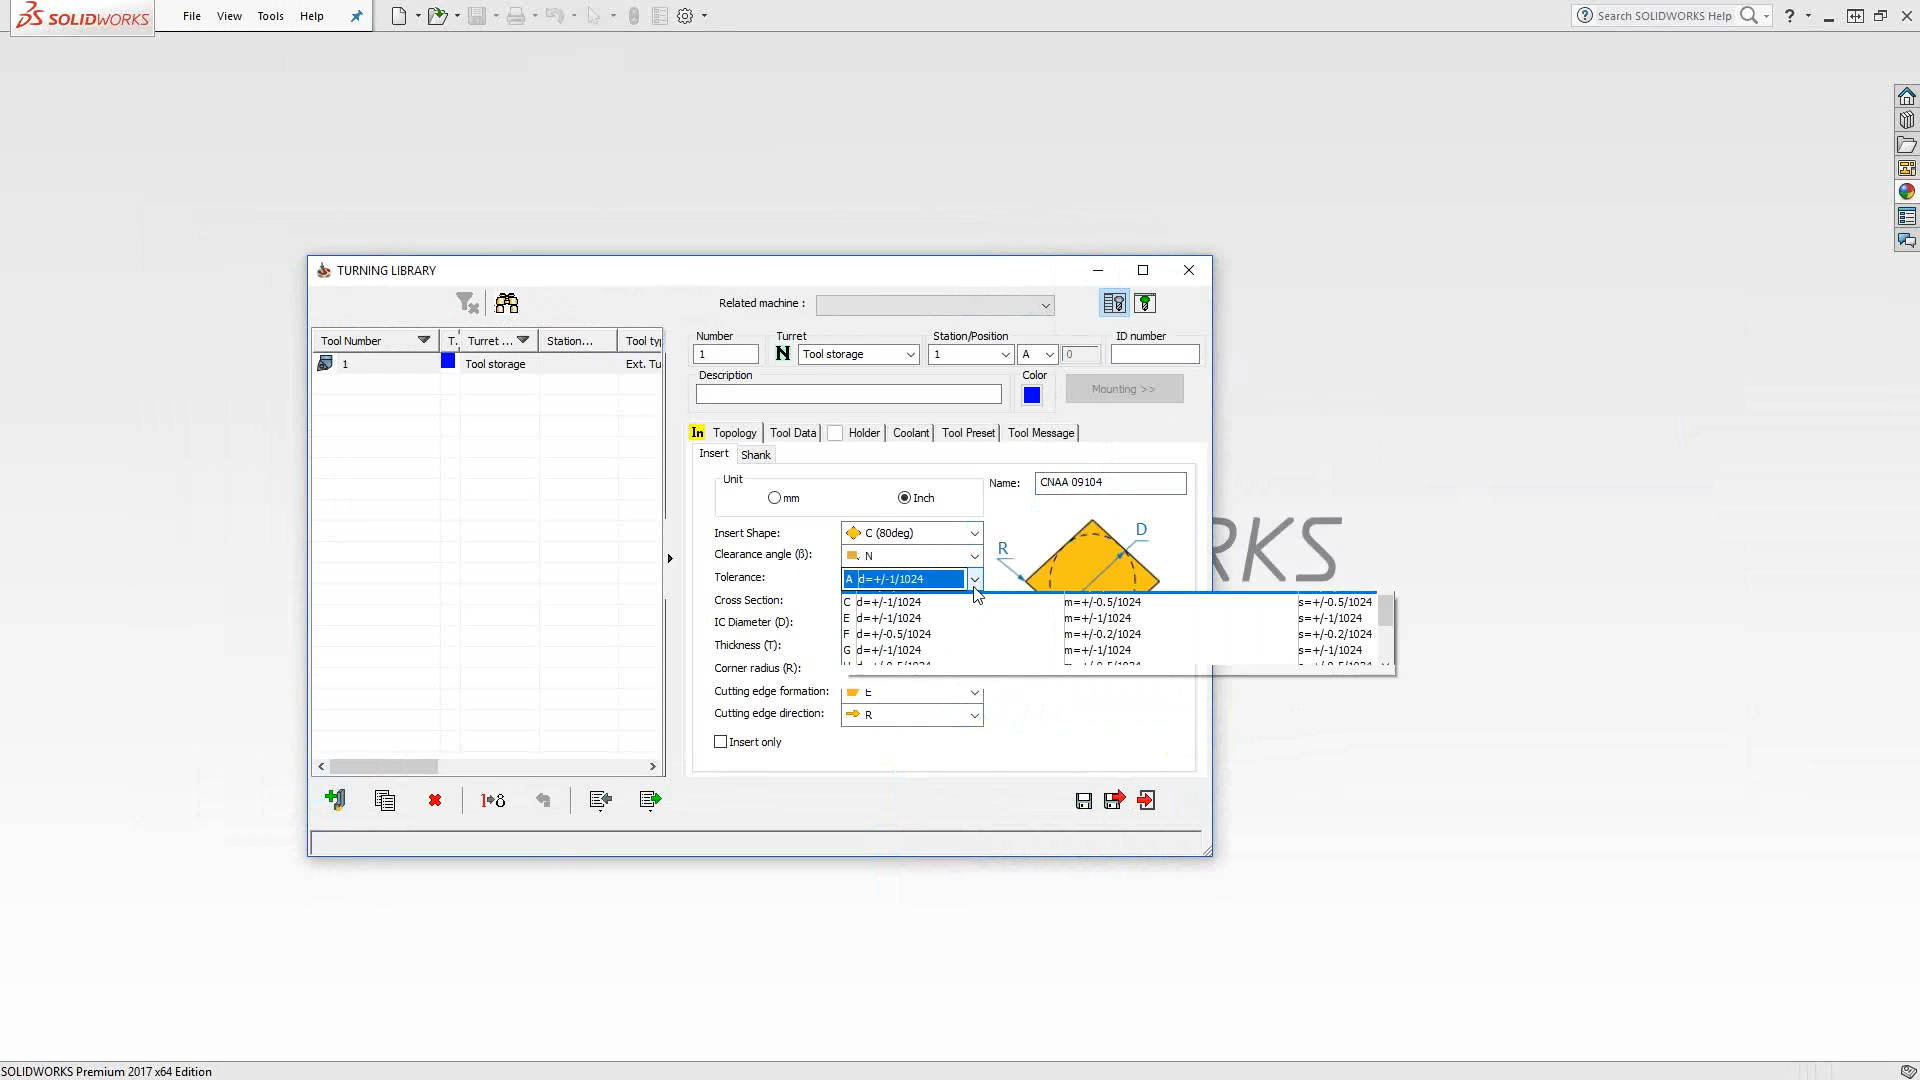 SOLIDWORKS
File View Tools Help
Search SOLIDWORKS Help
?
TURNING LIBRARY
Related machine :
Tool Number T. Turret ... Station... Tool ty
1 Tool storage Ext. Tu
Number Turret Station/Position ID number
1 N Tool storage 1 A 0
Description Color
Mounting >>
In Topology Tool Data Holder Coolant Tool Preset Tool Message
Insert Shank
Unit
mm Inch
Name: CNAA 09104
Insert Shape: C (80deg)
Clearance angle (ß): N
Tolerance: A d=+/-1/1024
Cross Section:
IC Diameter (D):
Thickness (T):
Corner radius (R):
C d=+/-1/1024 m=+/-0.5/1024 s=+/-0.5/1024
E d=+/-1/1024 m=+/-1/1024 s=+/-1/1024
F d=+/-0.5/1024 m=+/-0.2/1024 s=+/-0.2/1024
G d=+/-1/1024 m=+/-1/1024 s=+/-1/1024
Cutting edge formation: E
Cutting edge direction: R
Insert only
R
D
RKS
1 8
SOLIDWORKS Premium 2017 x64 Edition